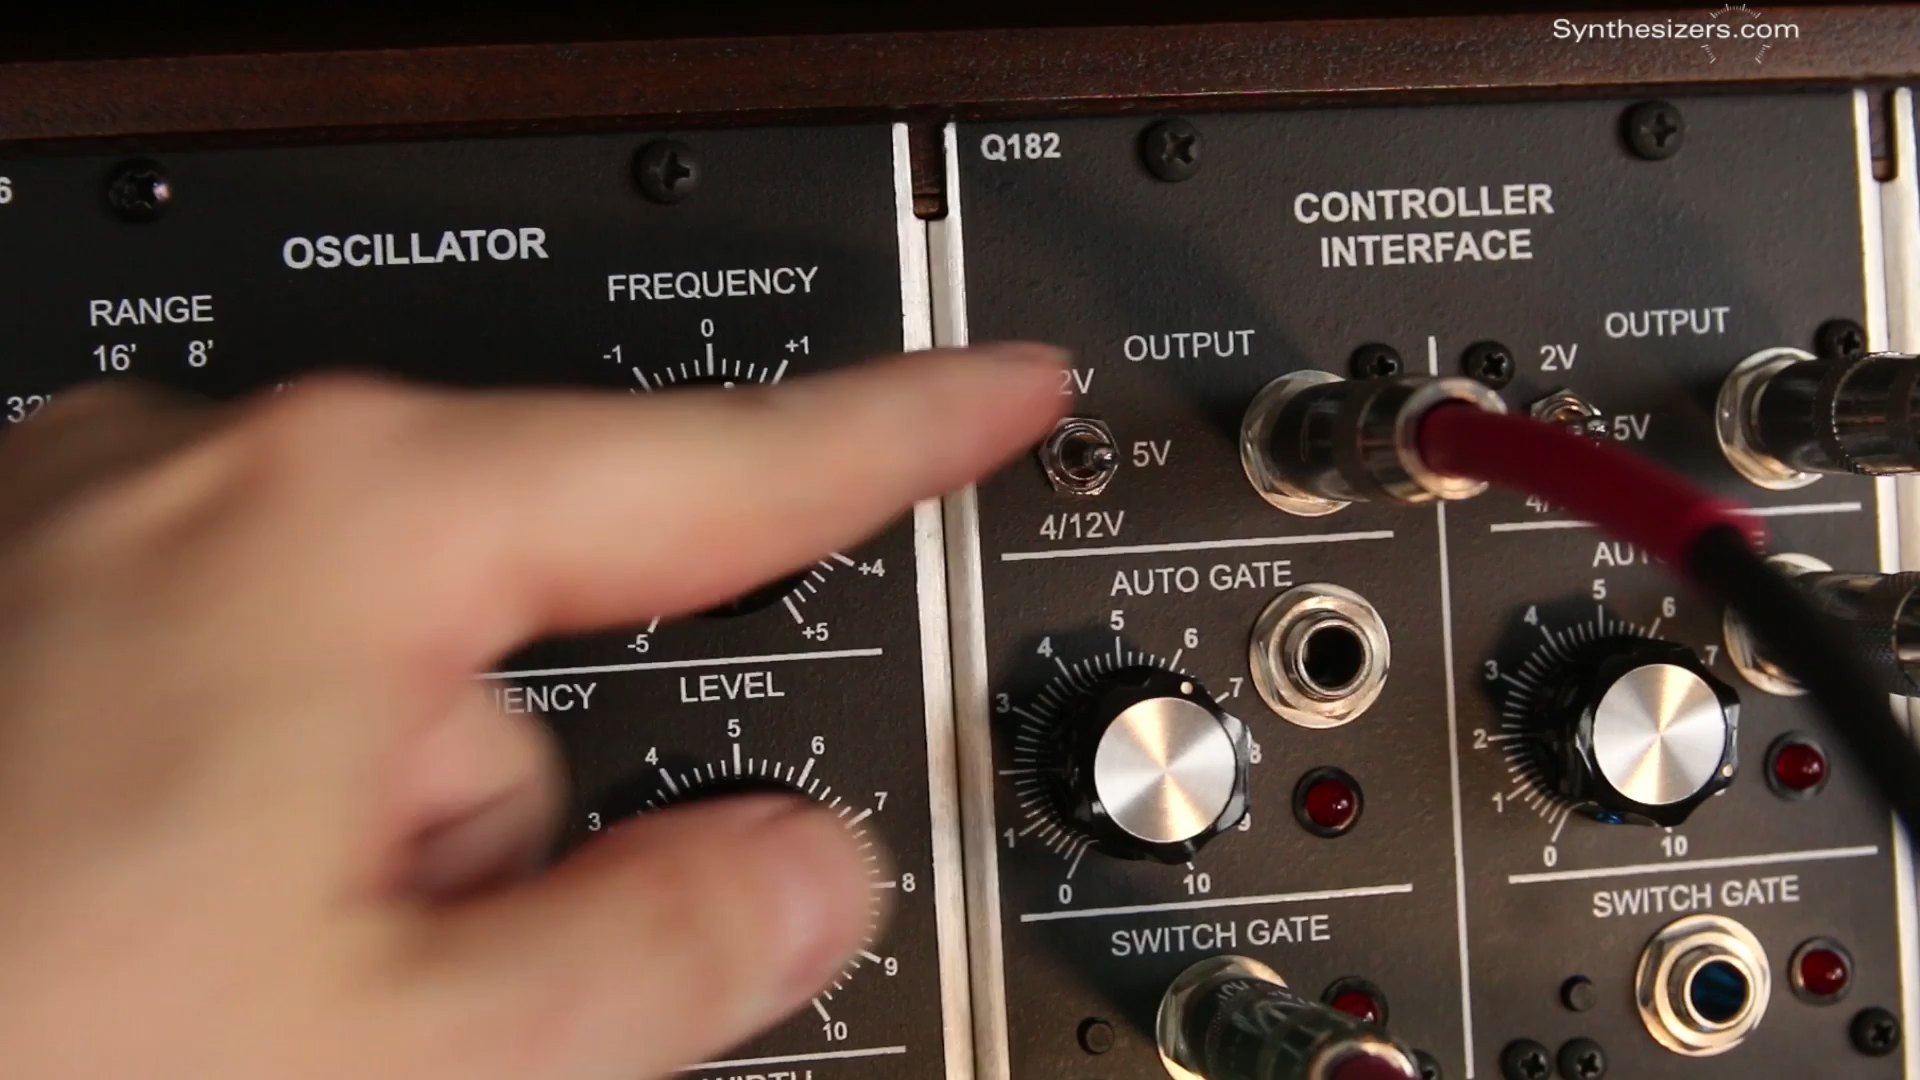 Synthesizers.com
6
OSCILLATOR
RANGE
16' 8'
32'
FREQUENCY
-1 0 +1
+4
-5 +5
LEVEL
3 4 5 6 7 8 9 10
Q182
CONTROLLER
INTERFACE
OUTPUT
2V
5V
4/12V
AUTO GATE
0 1 3 4 5 6 7 8 9 10
SWITCH GATE
OUTPUT
2V
5V
0 1 2 3 4 5 6 7 10
SWITCH GATE